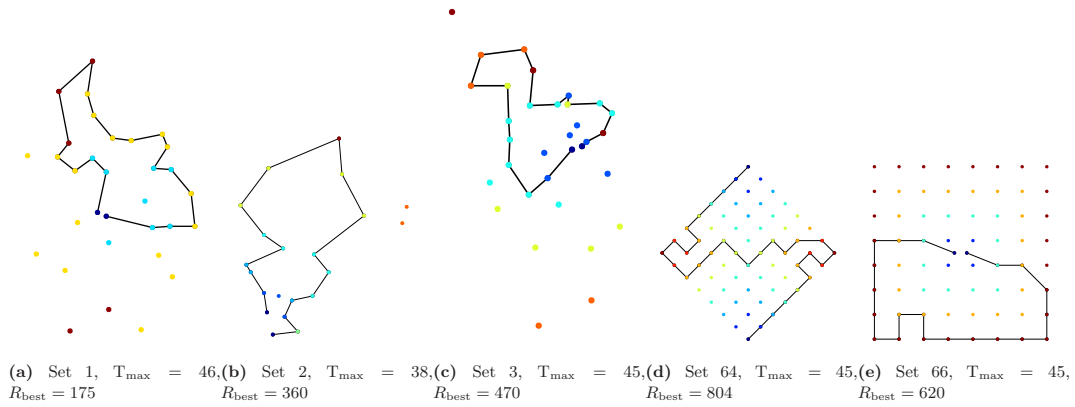 (a) Set 1, Tmax = 46,
Rbest = 175
(b) Set 2, Tmax = 38,
Rbest = 360
(c) Set 3, Tmax = 45,
Rbest = 470
(d) Set 64, Tmax = 45,
Rbest = 804
(e) Set 66, Tmax = 45,
Rbest = 620